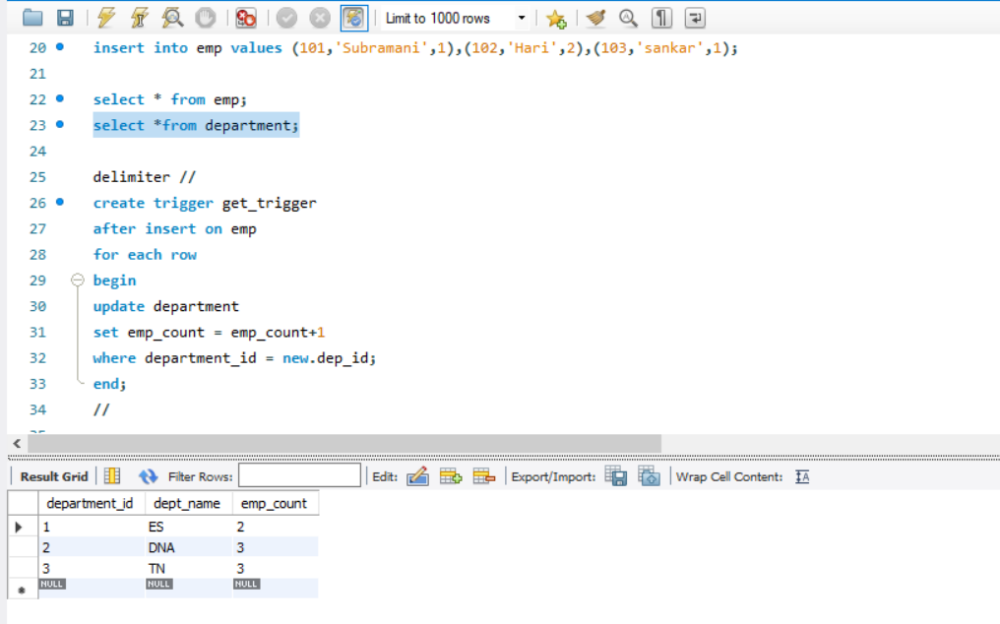 Limit to 1000 rows
20 insert into emp values (101,'Subramani',1),(102,'Hari',2),(103,'sankar',1);
21
22 select * from emp;
23 select *from department;
24
25 delimiter //
26 create trigger get_trigger
27 after insert on emp
28 for each row
29 begin
30 update department
31 set emp_count = emp_count+1
32 where department_id = new.dep_id;
33 end;
34 //
Result Grid Filter Rows: Edit: Export/Import: Wrap Cell Content: IA
department_id dept_name emp_count
1 ES 2
2 DNA 3
3 TN 3
NULL NULL NULL